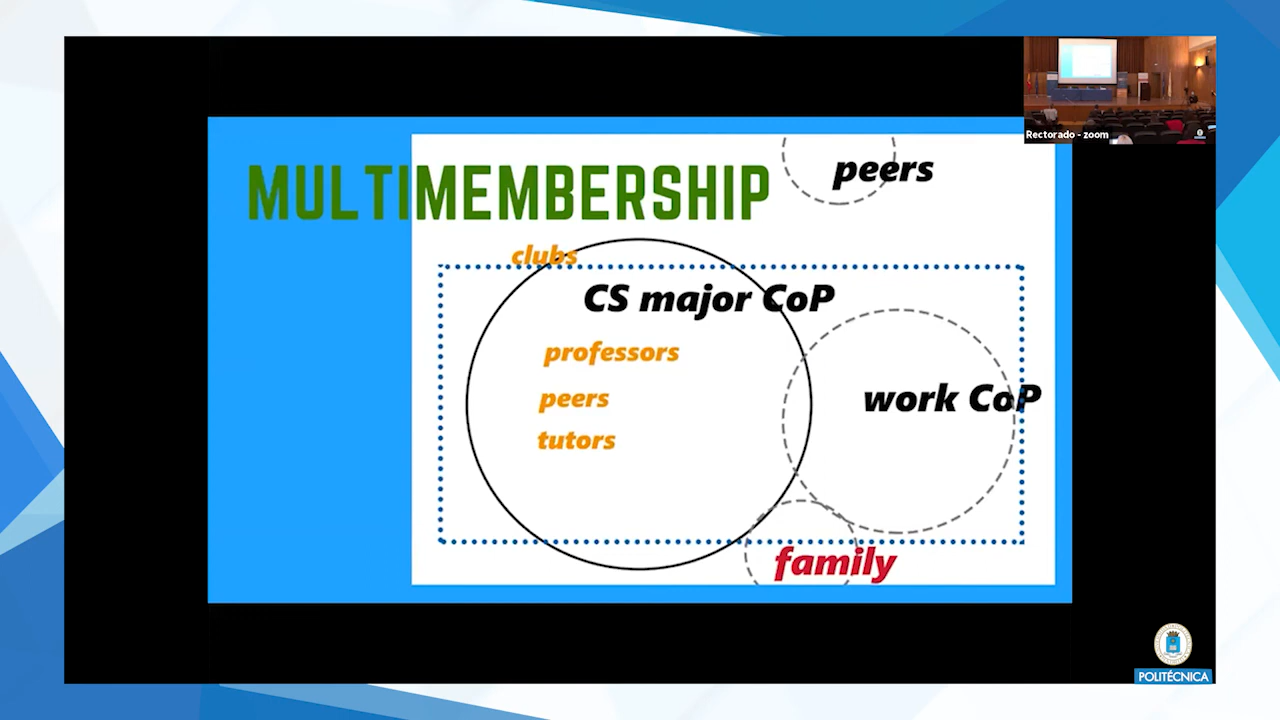 Rectorado - zoom
MULTIMEMBERSHIP
peers
clubs
CS major CoP
professors
peers
tutors
work CoP
family
POLITÉCNICA